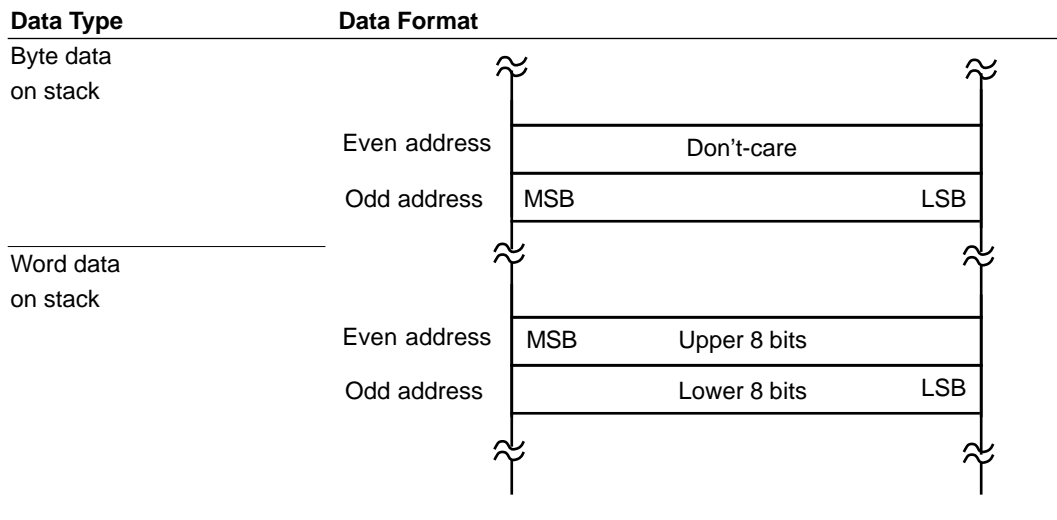 Data Type Data Format
Byte data
on stack
Even address Don't-care
Odd address MSB LSB
Word data
on stack
Even address MSB Upper 8 bits
Odd address Lower 8 bits LSB